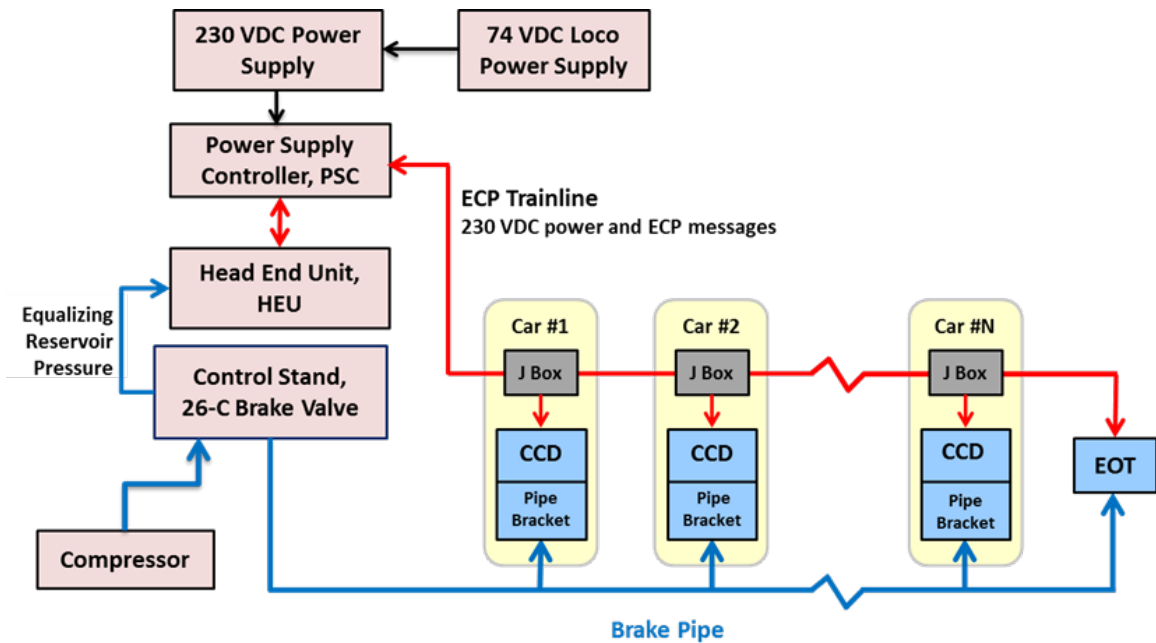 230 VDC Power
Supply
74 VDC Loco
Power Supply
Power Supply
Controller, PSC
ECP Trainline
230 VDC power and ECP messages
Head End Unit,
HEU
Equalizing
Reservoir
Pressure
Control Stand,
26-C Brake Valve
Compressor
Car #1
J Box
CCD
Pipe
Bracket
Car #2
J Box
CCD
Pipe
Bracket
Car #N
J Box
CCD
Pipe
Bracket
EOT
Brake Pipe